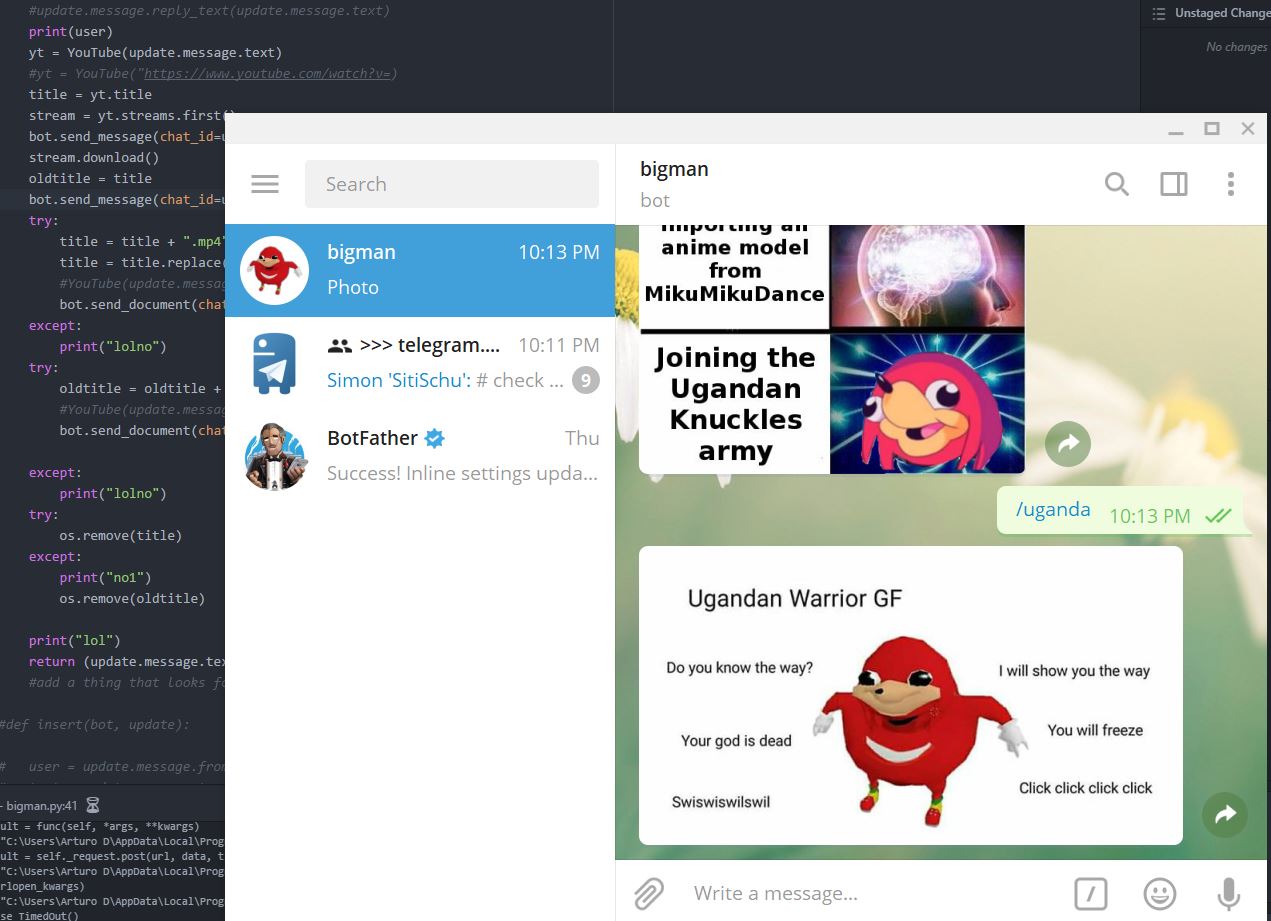 #update.message.reply_text(update.message.text)
print(user)
yt = YouTube(update.message.text)
#yt = YouTube("https://www.youtube.com/watch?v=)
title = yt.title
stream = yt.streams.first()
bot.send_message(chat_id=u
stream.download()
oldtitle = title
bot.send_message(chat_id=u
try:
title = title + ".mp4"
title = title.replace(
#YouTube(update.messag
bot.send_document(chat
except:
print("lolno")
try:
oldtitle = oldtitle +
#YouTube(update.messag
bot.send_document(chat
except:
print("lolno")
try:
os.remove(title)
except:
print("no1")
os.remove(oldtitle)
print("lol")
return (update.message.tex
#add a thing that looks fo
#def insert(bot, update):
# user = update.message.from
- bigman.py:41
ult = func(self, *args, **kwargs)
"C:\Users\Arturo D\AppData\Local\Prog
ult = self._request.post(url, data, t
"C:\Users\Arturo D\AppData\Local\Prog
rlopen_kwargs)
"C:\Users\Arturo D\AppData\Local\Prog
se TimedOut()
Unstaged Change
No changes
Search
bigman 10:13 PM
Photo
>>> telegram.... 10:11 PM
Simon 'SitiSchu': # check ... 9
BotFather Thu
Success! Inline settings upda...
bigman
bot
importing an
anime model
from
MikuMikuDance
Joining the
Ugandan
Knuckles
army
/uganda 10:13 PM
Ugandan Warrior GF
Do you know the way?
I will show you the way
Your god is dead
You will freeze
Swiswiswilswil
Click click click click
Write a message...